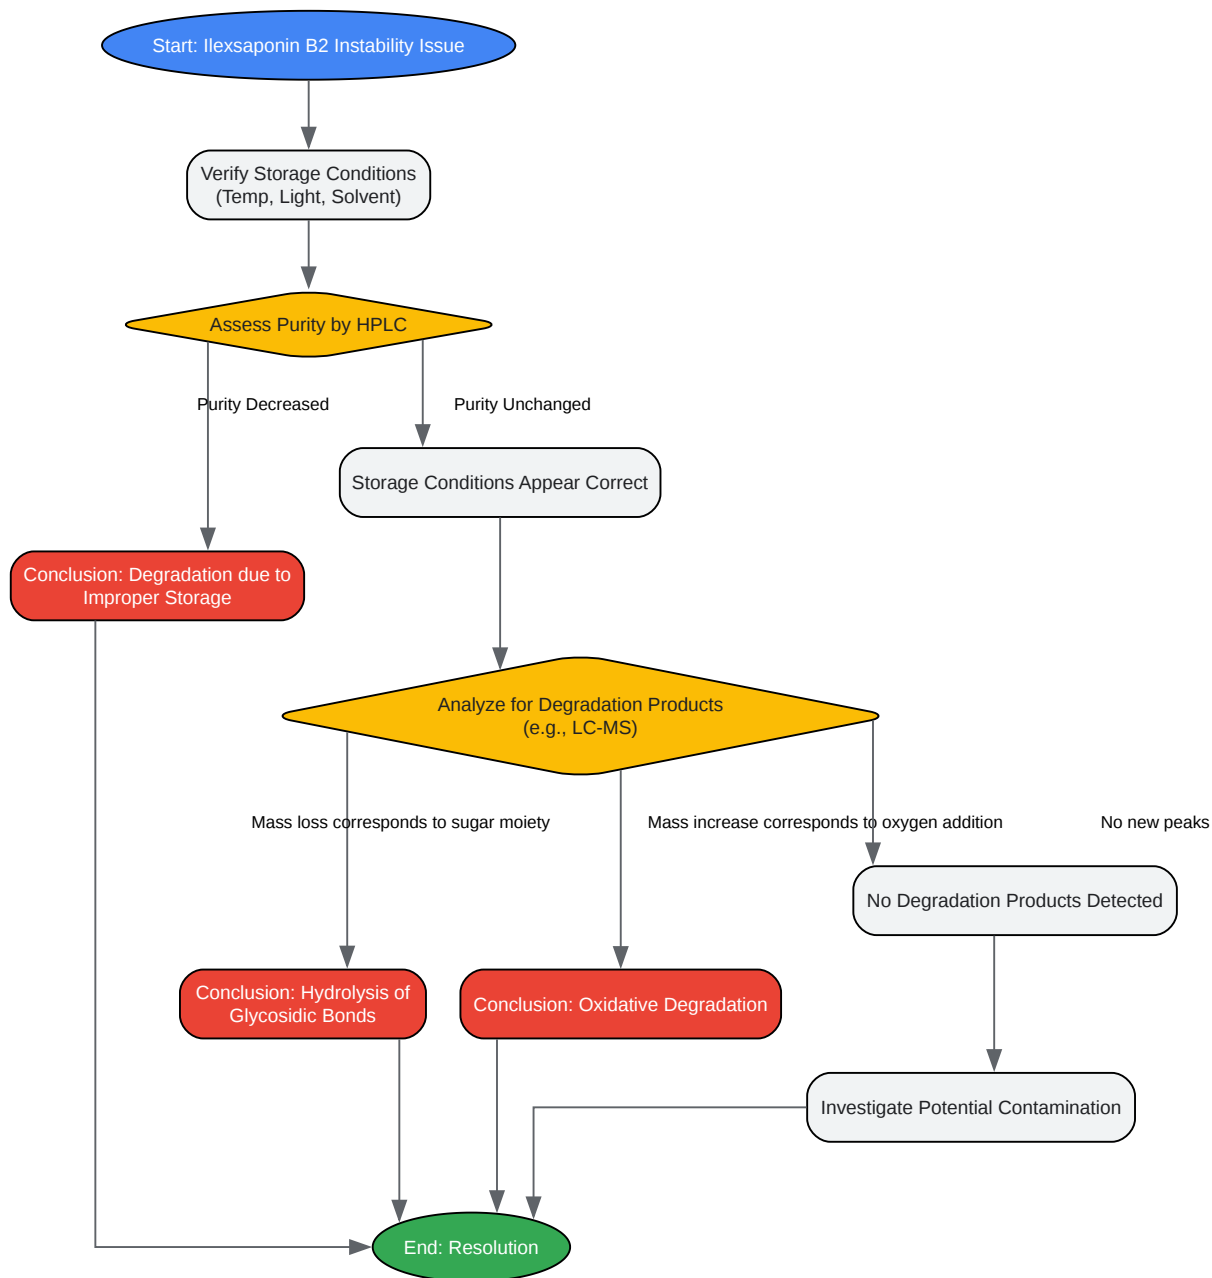 Start: Ilexsaponin B2 Instability Issue
Verify Storage Conditions
(Temp, Light, Solvent)
Assess Purity by HPLC
Purity Decreased
Purity Unchanged
Storage Conditions Appear Correct
Conclusion: Degradation due to
Improper Storage
Analyze for Degradation Products
(e.g., LC-MS)
Mass loss corresponds to sugar moiety
Mass increase corresponds to oxygen addition
No new peaks
No Degradation Products Detected
Conclusion: Hydrolysis of
Glycosidic Bonds
Conclusion: Oxidative Degradation
Investigate Potential Contamination
End: Resolution